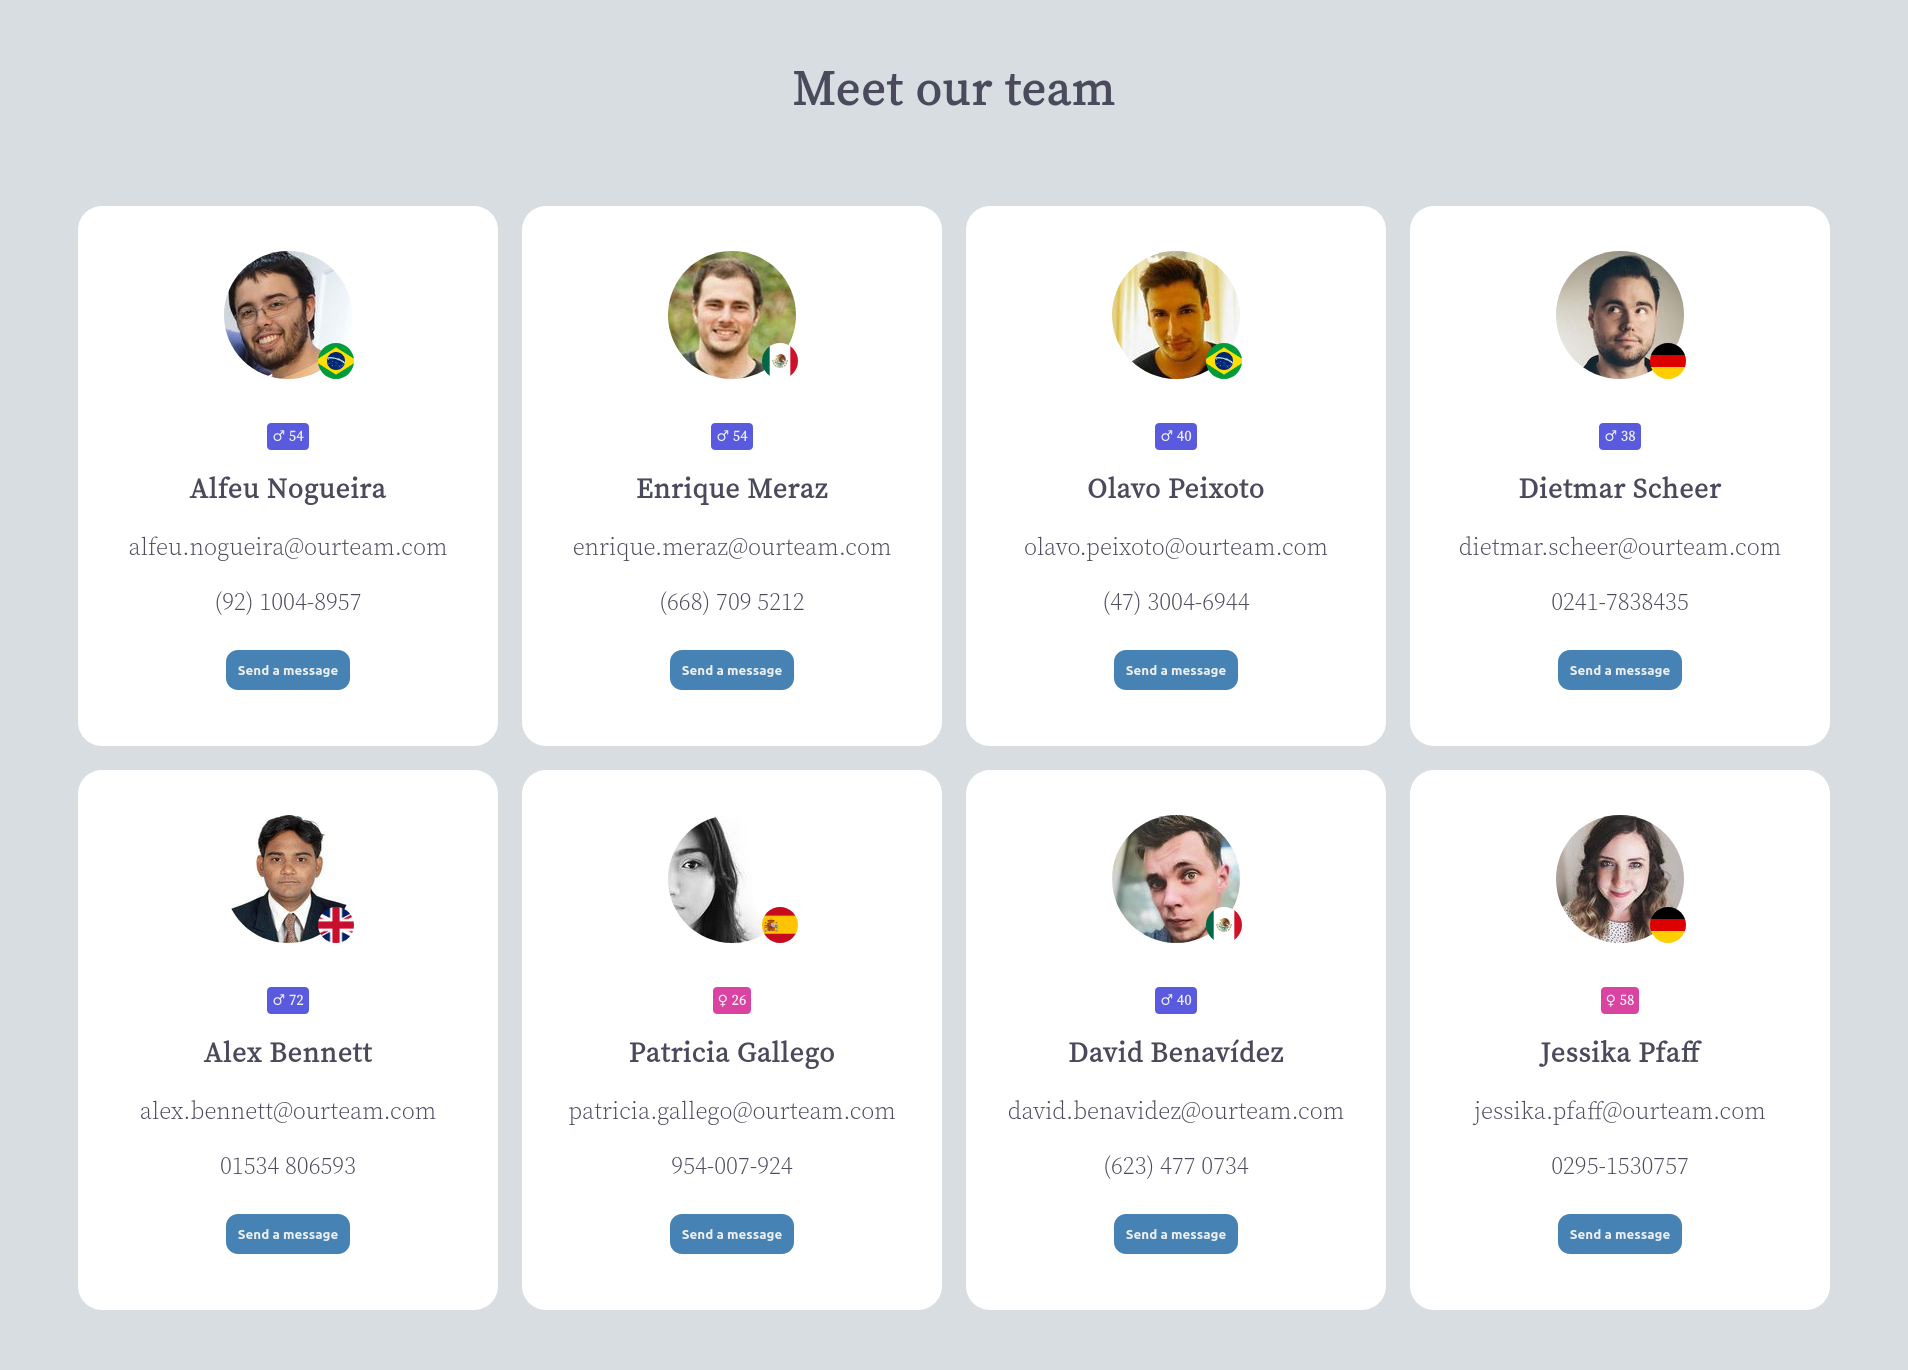 Meet our team
♂ 54
Alfeu Nogueira
alfeu.nogueira@ourteam.com
(92) 1004-8957
Send a message
♂ 54
Enrique Meraz
enrique.meraz@ourteam.com
(668) 709 5212
Send a message
♂ 40
Olavo Peixoto
olavo.peixoto@ourteam.com
(47) 3004-6944
Send a message
♂ 38
Dietmar Scheer
dietmar.scheer@ourteam.com
0241-7838435
Send a message
♂ 72
Alex Bennett
alex.bennett@ourteam.com
01534 806593
Send a message
♀ 26
Patricia Gallego
patricia.gallego@ourteam.com
954-007-924
Send a message
♂ 40
David Benavídez
david.benavidez@ourteam.com
(623) 477 0734
Send a message
♀ 58
Jessika Pfaff
jessika.pfaff@ourteam.com
0295-1530757
Send a message